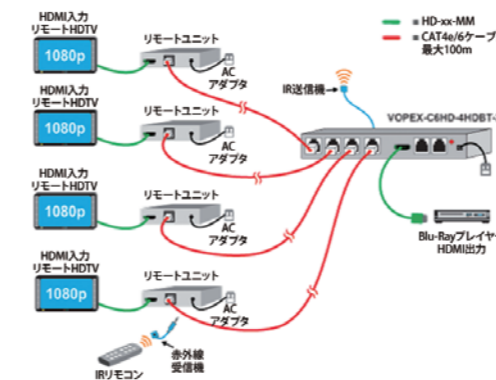 HDMI入力
リモートHDTV
1080p
リモートユニット
AC
アダプタ
HDMI入力
リモートHDTV
1080p
リモートユニット
AC
アダプタ
HDMI入力
リモートHDTV
1080p
リモートユニット
AC
アダプタ
HDMI入力
リモートHDTV
1080p
リモートユニット
AC
アダプタ
IRリモコン
赤外線
受信機
= HD-xx-MM
= CAT4e/6ケーブ
最大100m
IR送信機
VOPEX-C6HD-4HDBT-
Blu-Rayプレイヤ
HDMI出力